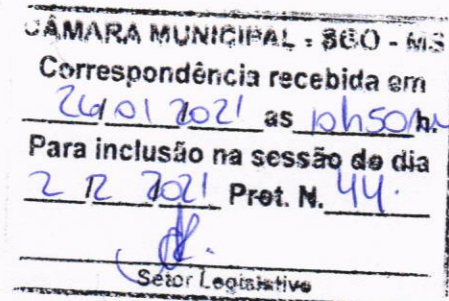 CÂMARA MUNICIPAL - SGO - MS
Correspondência recebida em
26/01/2021 as 10h50m h.
Para inclusão na sessão do dia
2/2/2021 Prot. N. 44.
Setor Legislativo